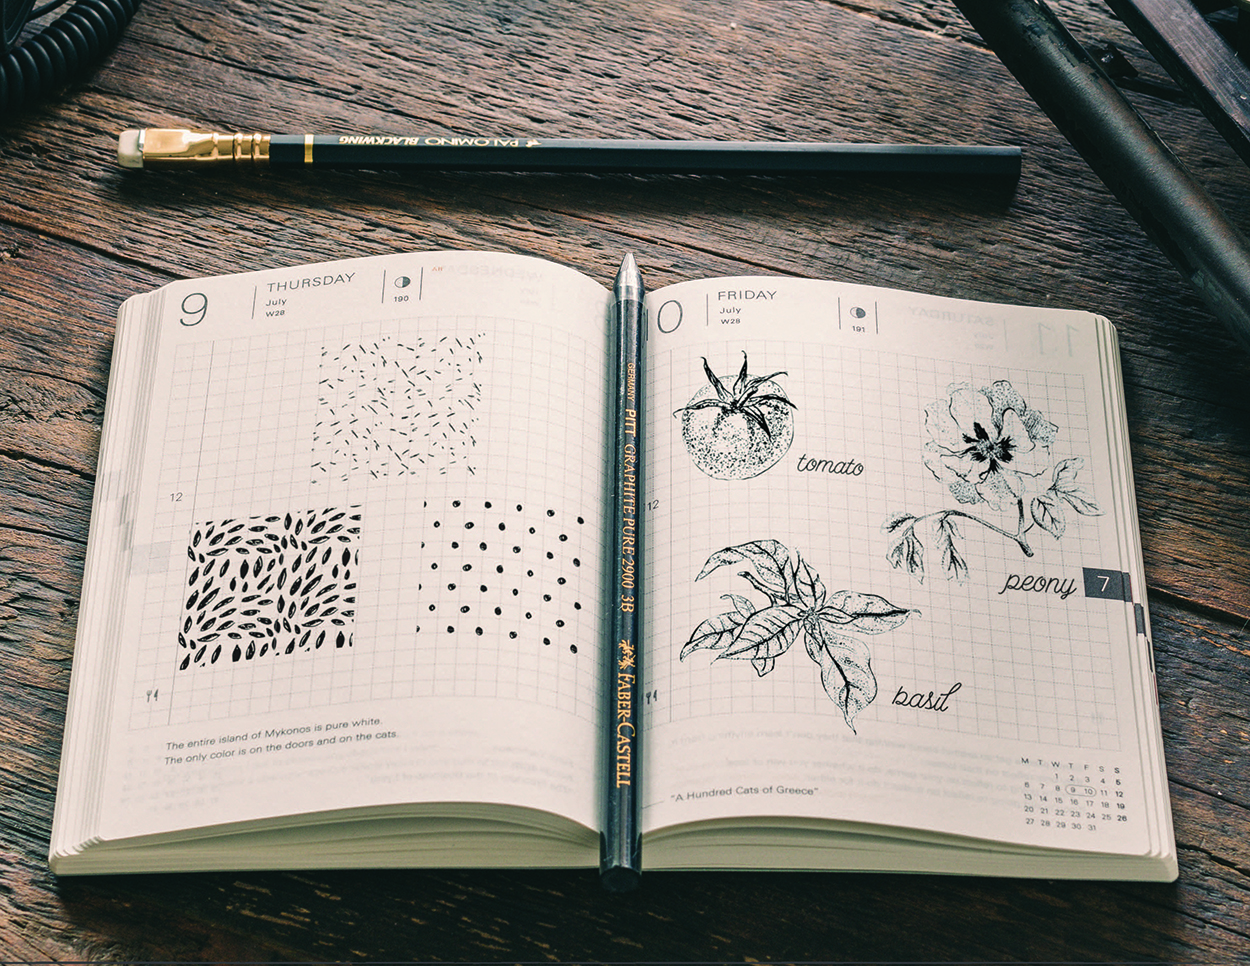 PALOMINO BLACKWING
9
THURSDAY
July
W28
190
12
The entire island of Mykonos is pure white.
The only color is on the doors and on the cats.
GERMANY PITT GRAPHITE PURE 2900 3B FABER-CASTELL
0
FRIDAY
July
W28
191
SATURDAY
11
12
tomato
peony
7
basil
"A Hundred Cats of Greece"
M T W T F S S
1 2 3 4 5
6 7 8 9 10 11 12
13 14 15 16 17 18 19
20 21 22 23 24 25 26
27 28 29 30 31